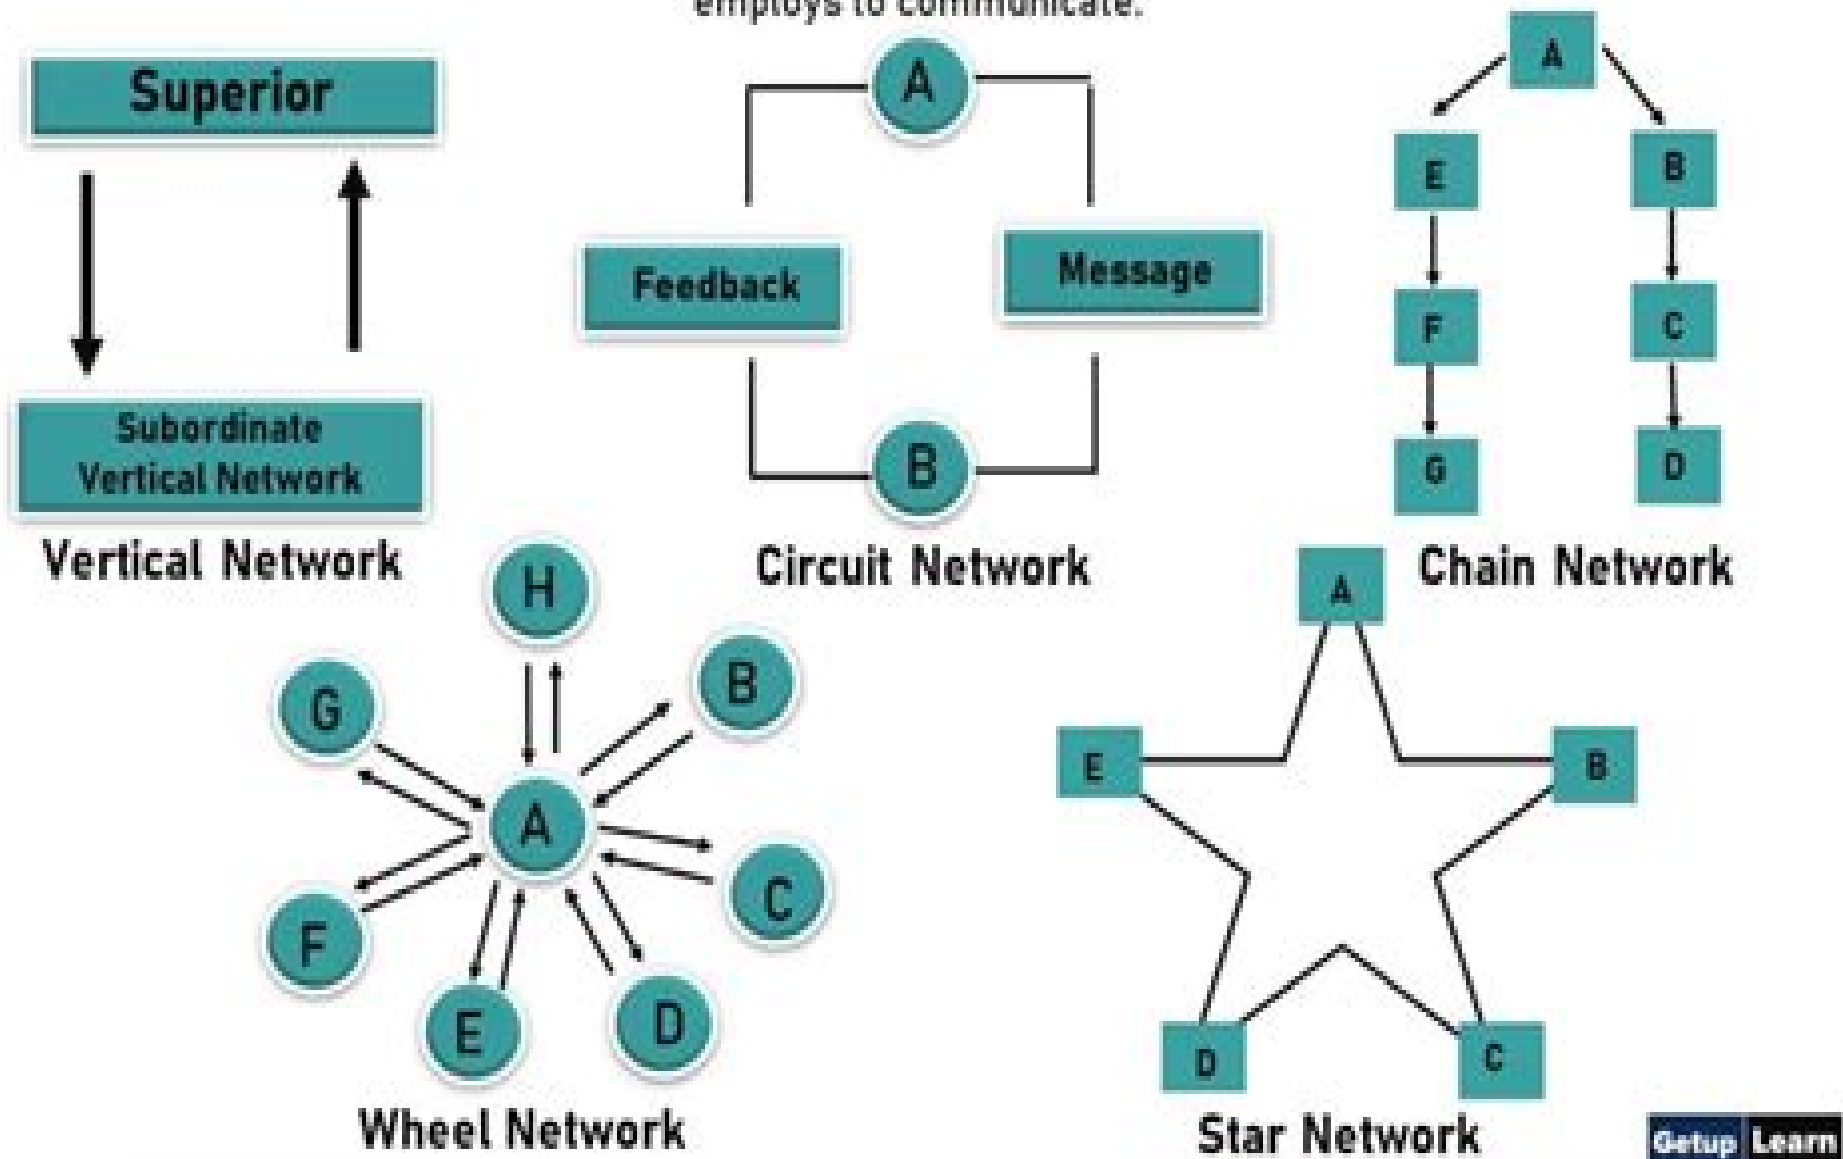 employs to communicate.
Superior
Subordinate
Vertical Network
Vertical Network
A
Feedback
Message
B
Circuit Network
A
E
B
F
C
G
D
Chain Network
H
G
B
A
F
C
E
D
Wheel Network
A
E
B
D
C
Star Network
Getup Learn